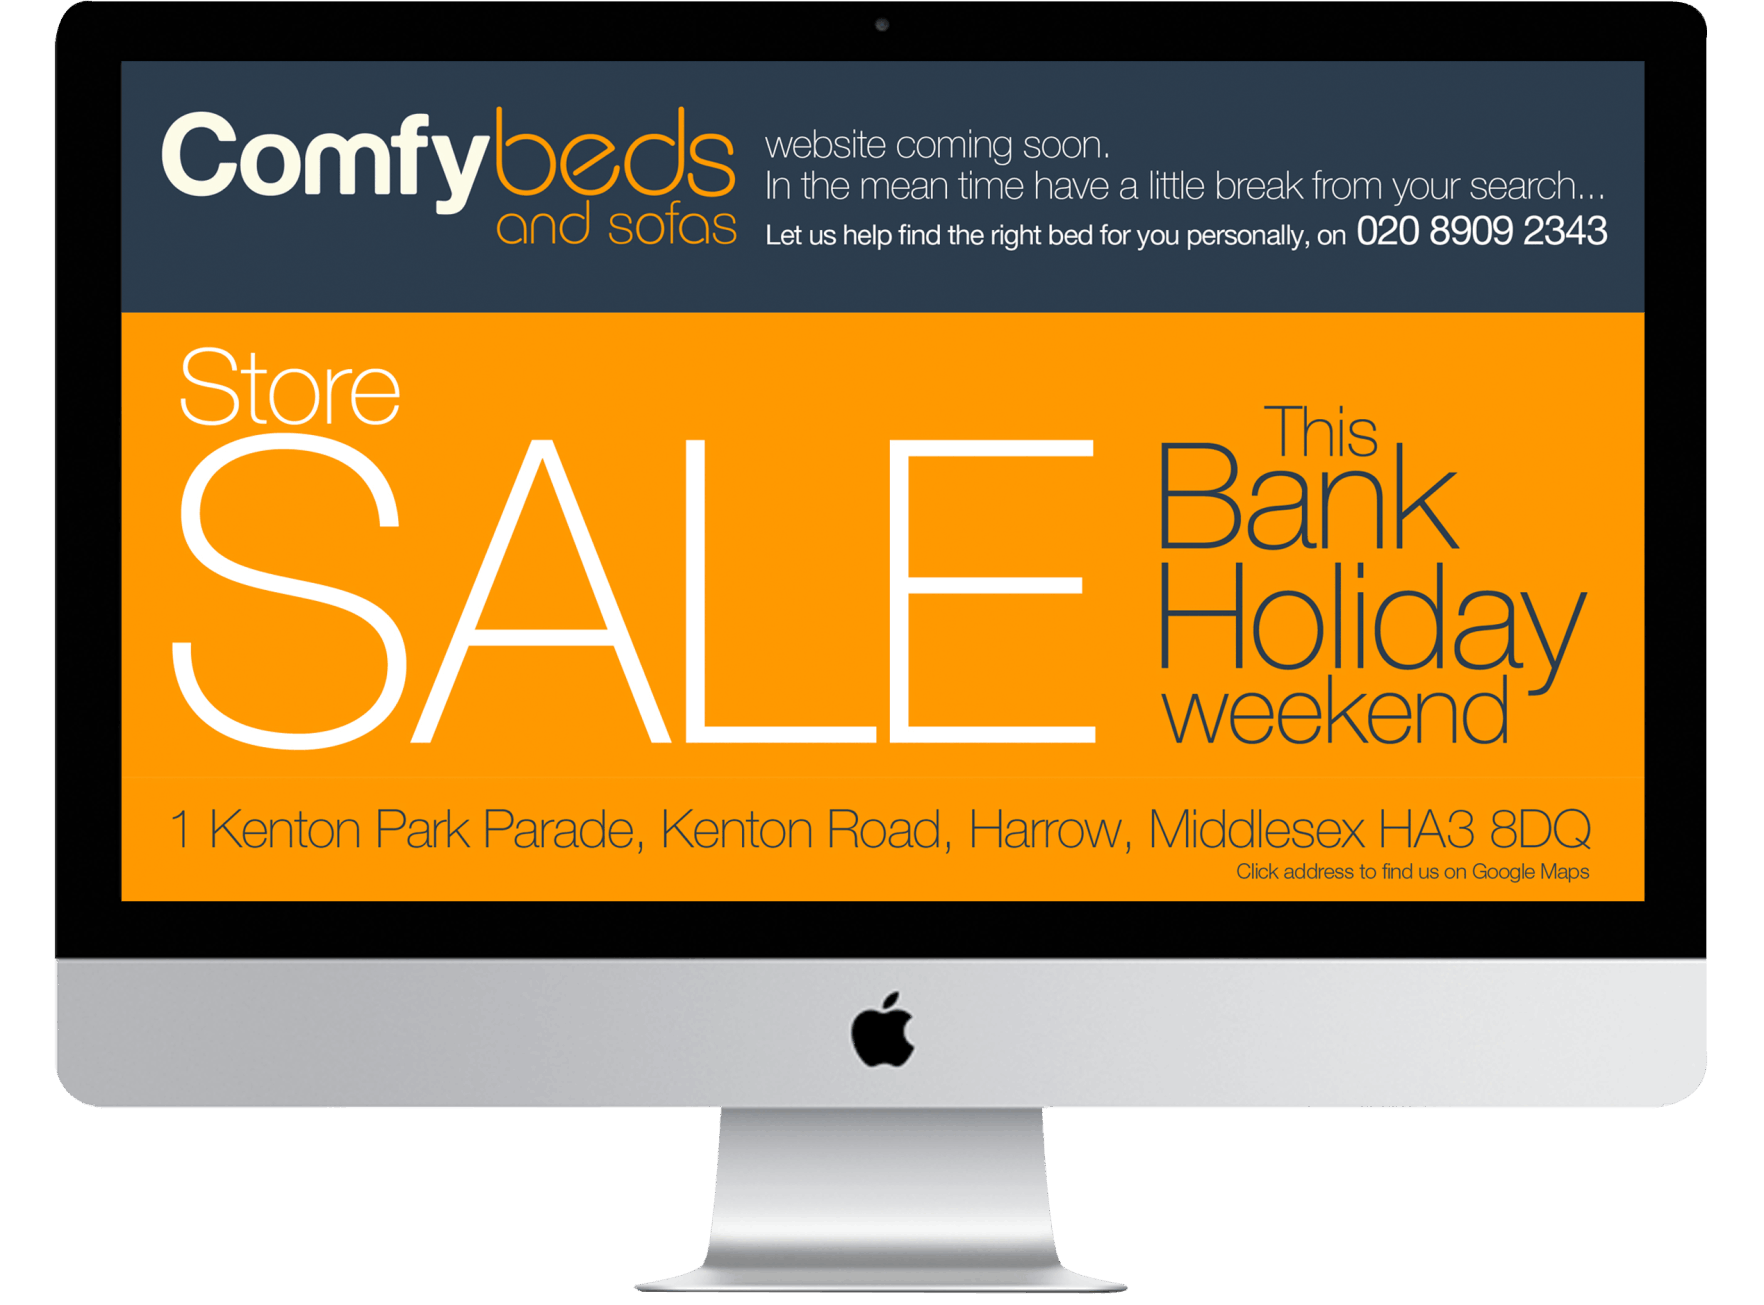 Comfybeds
and sofas
website coming soon.
In the mean time have a little break from your search...
Let us help find the right bed for you personally, on 020 8909 2343
Store
SALE
This
Bank
Holiday
weekend
1 Kenton Park Parade, Kenton Road, Harrow, Middlesex HA3 8DQ
Click address to find us on Google Maps